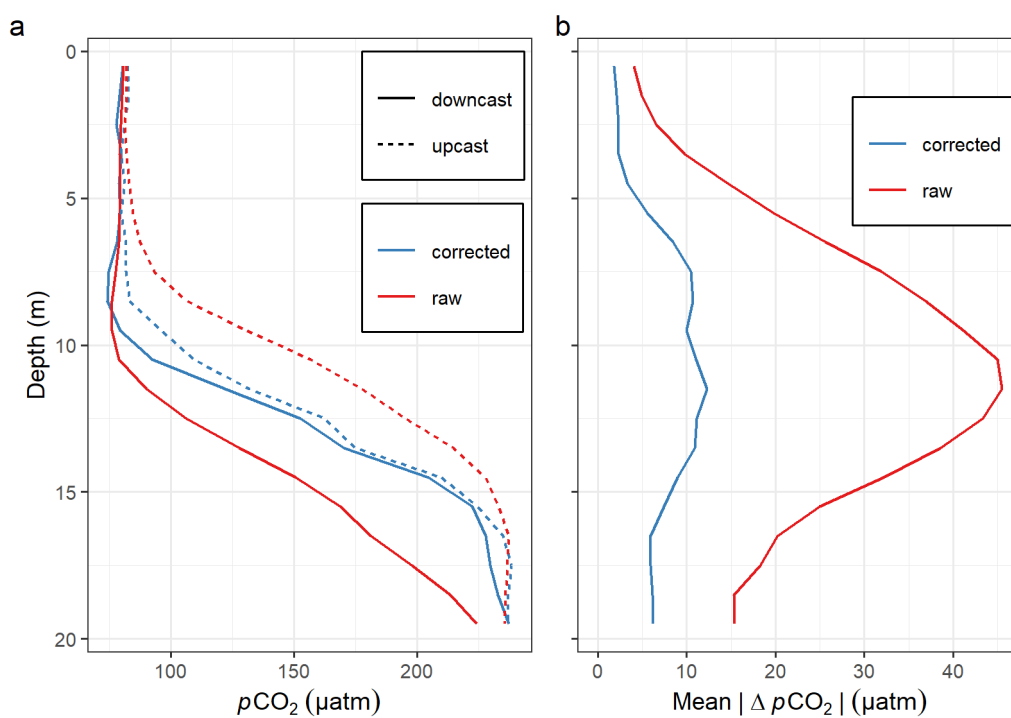 a
0
5
10
15
20
Depth (m)
100
150
200
pCO₂ (µatm)
downcast
upcast
corrected
raw
b
0
10
20
30
40
Mean | Δ pCO₂ | (µatm)
corrected
raw